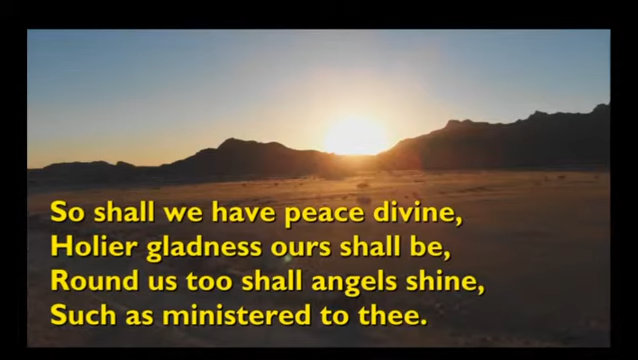 So shall we have peace divine,
Holier gladness ours shall be,
Round us too shall angels shine,
Such as ministered to thee.